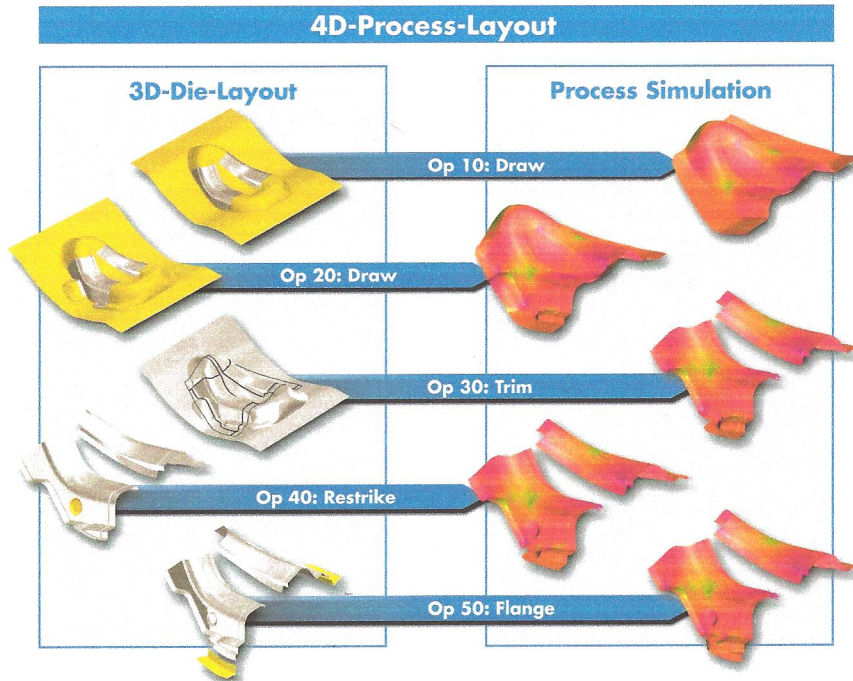 4D-Process-Layout
3D-Die-Layout
Process Simulation
Op 10: Draw
Op 20: Draw
Op 30: Trim
Op 40: Restrike
Op 50: Flange